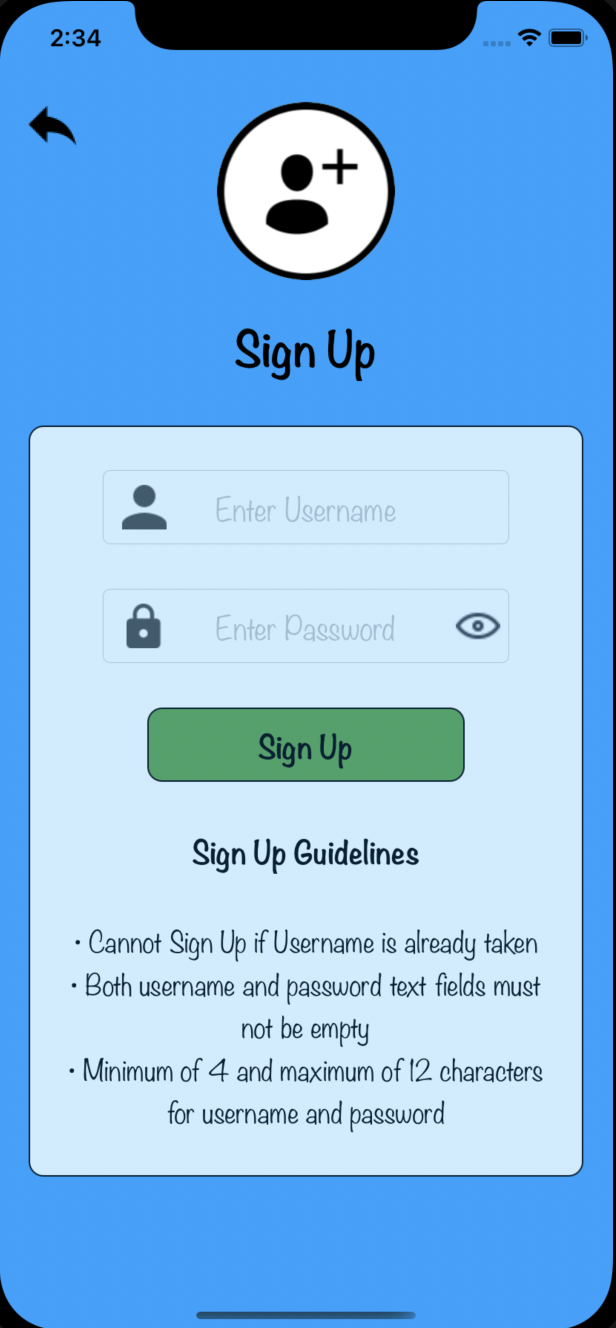 2:34
Sign Up
Enter Username
Enter Password
Sign Up
Sign Up Guidelines
• Cannot Sign Up if Username is already taken
• Both username and password text fields must
not be empty
• Minimum of 4 and maximum of 12 characters
for username and password